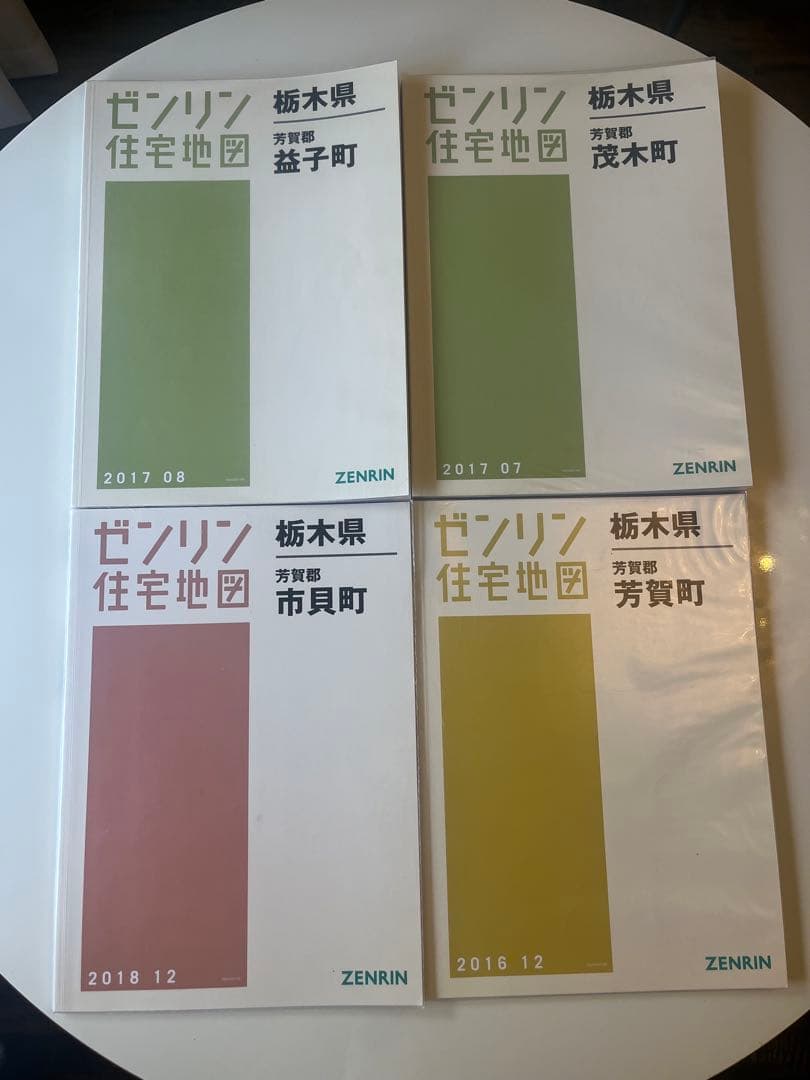 ゼンリン
住宅地図
栃木県
芳賀郡
益子町
2017 08
ZENRIN
ゼンリン
住宅地図
栃木県
芳賀郡
茂木町
2017 07
ZENRIN
ゼンリン
住宅地図
栃木県
芳賀郡
市貝町
2018 12
ZENRIN
ゼンリン
住宅地図
栃木県
芳賀郡
芳賀町
2016 12
ZENRIN